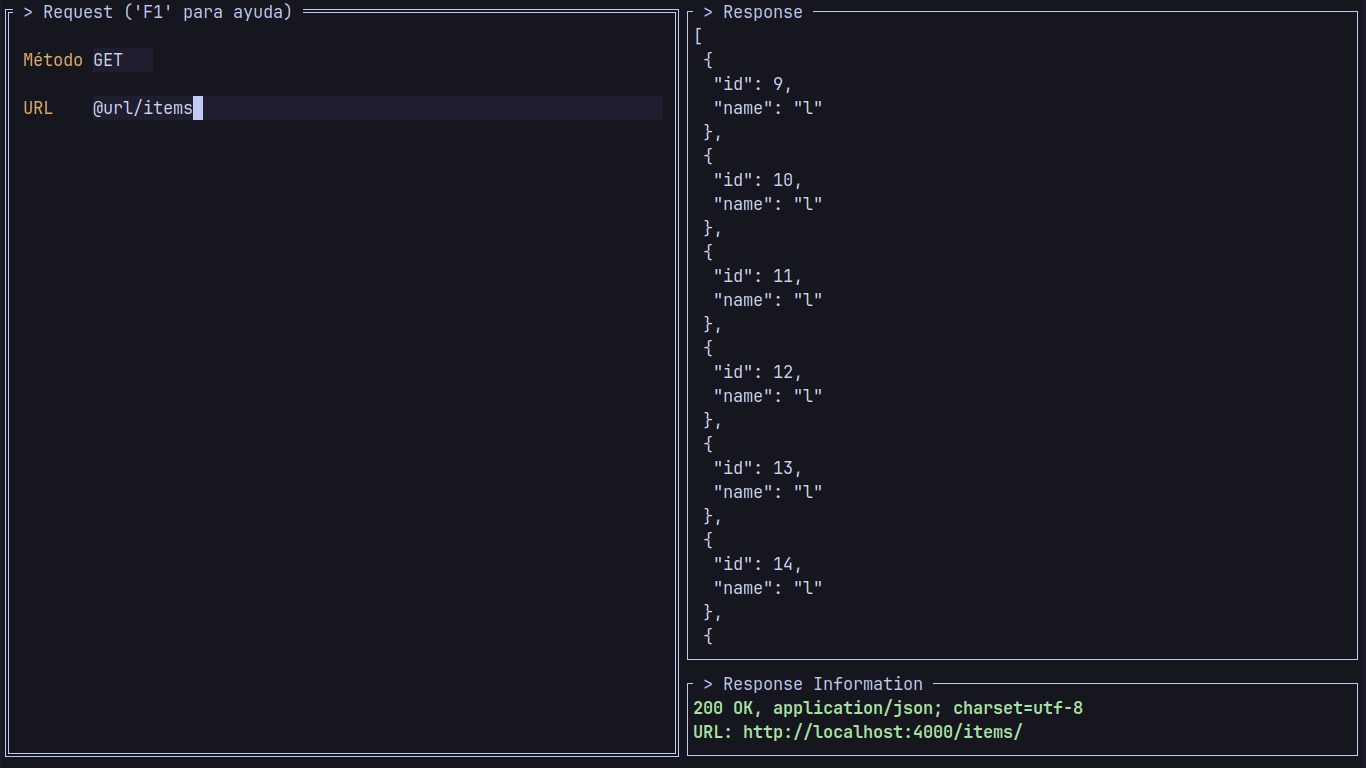 > Request ('F1' para ayuda)
Método GET
URL @url/items
> Response
[
{
"id": 9,
"name": "l"
},
{
"id": 10,
"name": "l"
},
{
"id": 11,
"name": "l"
},
{
"id": 12,
"name": "l"
},
{
"id": 13,
"name": "l"
},
{
"id": 14,
"name": "l"
},
{
> Response Information
200 OK, application/json; charset=utf-8
URL: http://localhost:4000/items/